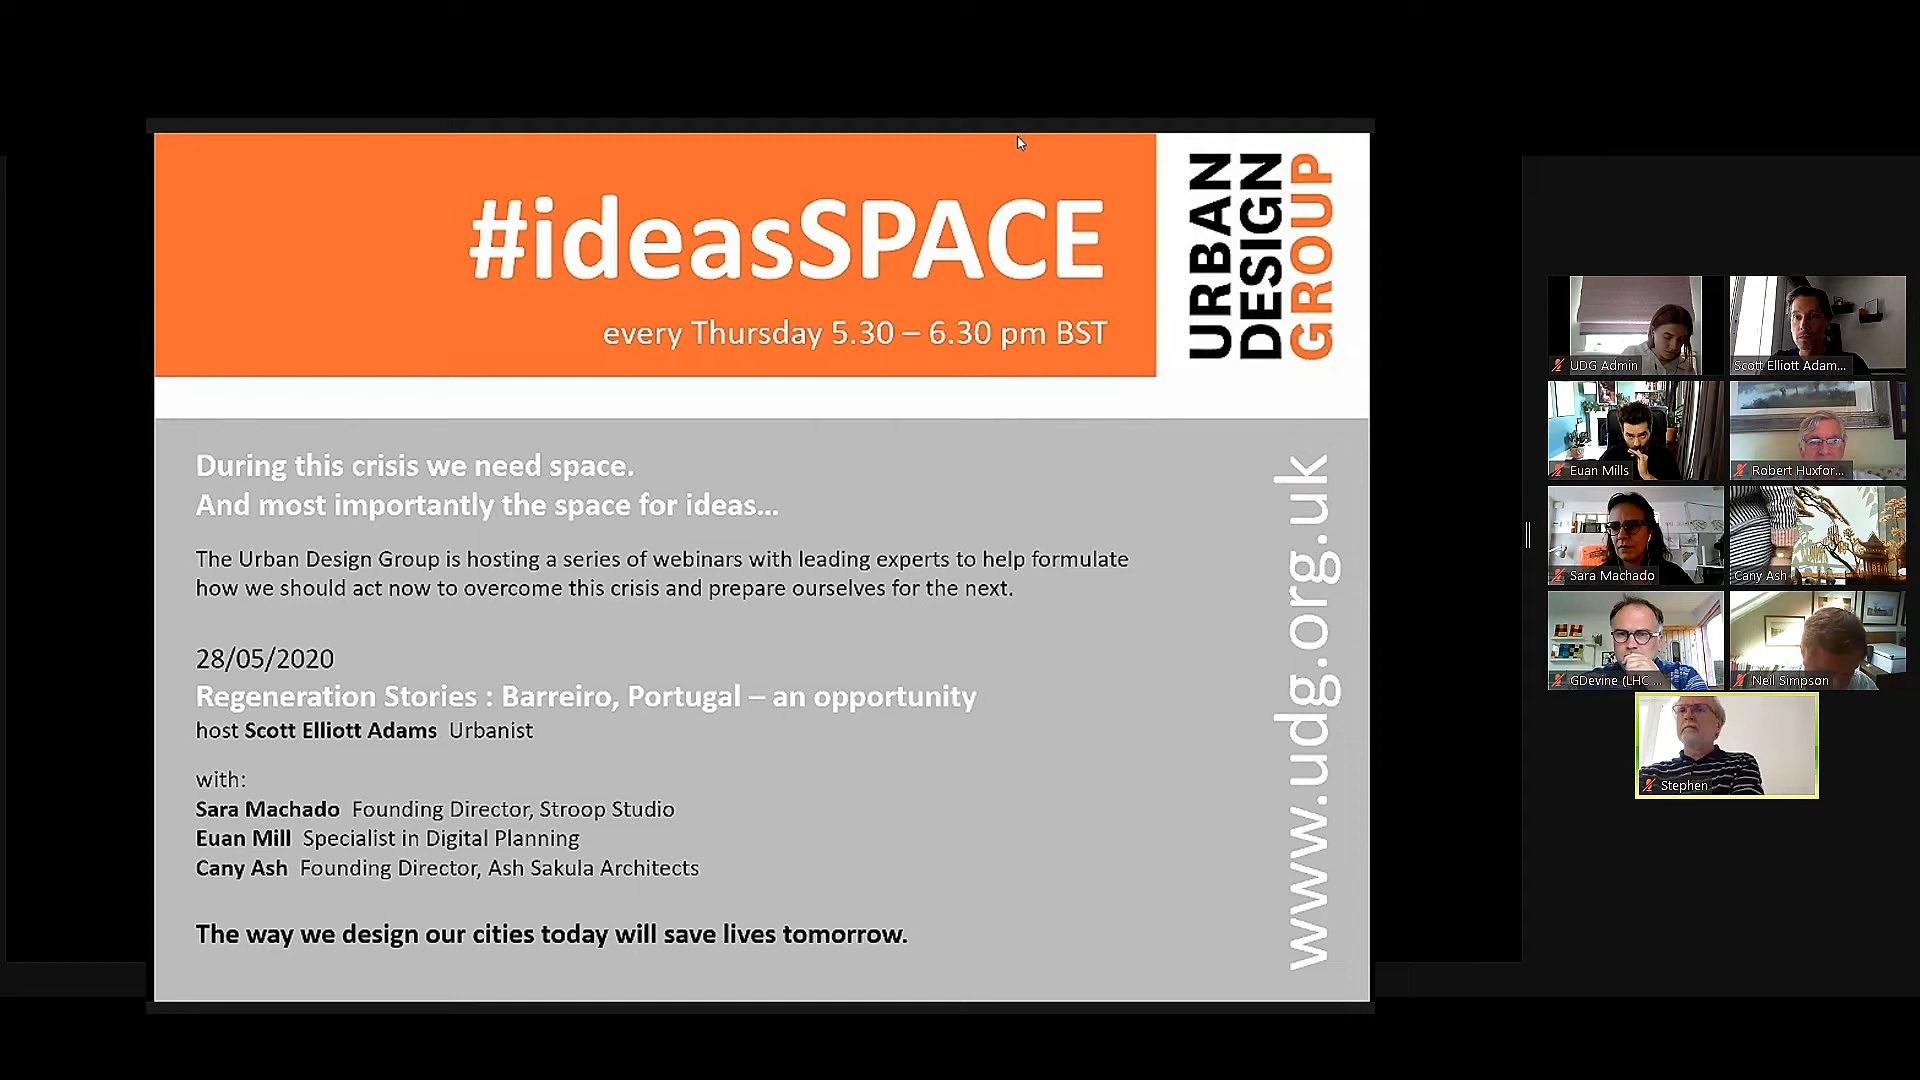 #ideasSPACE
every Thursday 5.30 – 6.30 pm BST
URBAN
DESIGN
GROUP
During this crisis we need space.
And most importantly the space for ideas...
The Urban Design Group is hosting a series of webinars with leading experts to help formulate
how we should act now to overcome this crisis and prepare ourselves for the next.
28/05/2020
Regeneration Stories : Barreiro, Portugal – an opportunity
host Scott Elliott Adams Urbanist
with:
Sara Machado Founding Director, Stroop Studio
Euan Mill Specialist in Digital Planning
Cany Ash Founding Director, Ash Sakula Architects
The way we design our cities today will save lives tomorrow.
www.udg.org.uk
UDG Admin
Scott Elliott Adam...
Euan Mills
Robert Huxfor...
Sara Machado
Cany Ash
GDevine (LHC ...
Neil Simpson
Stephen